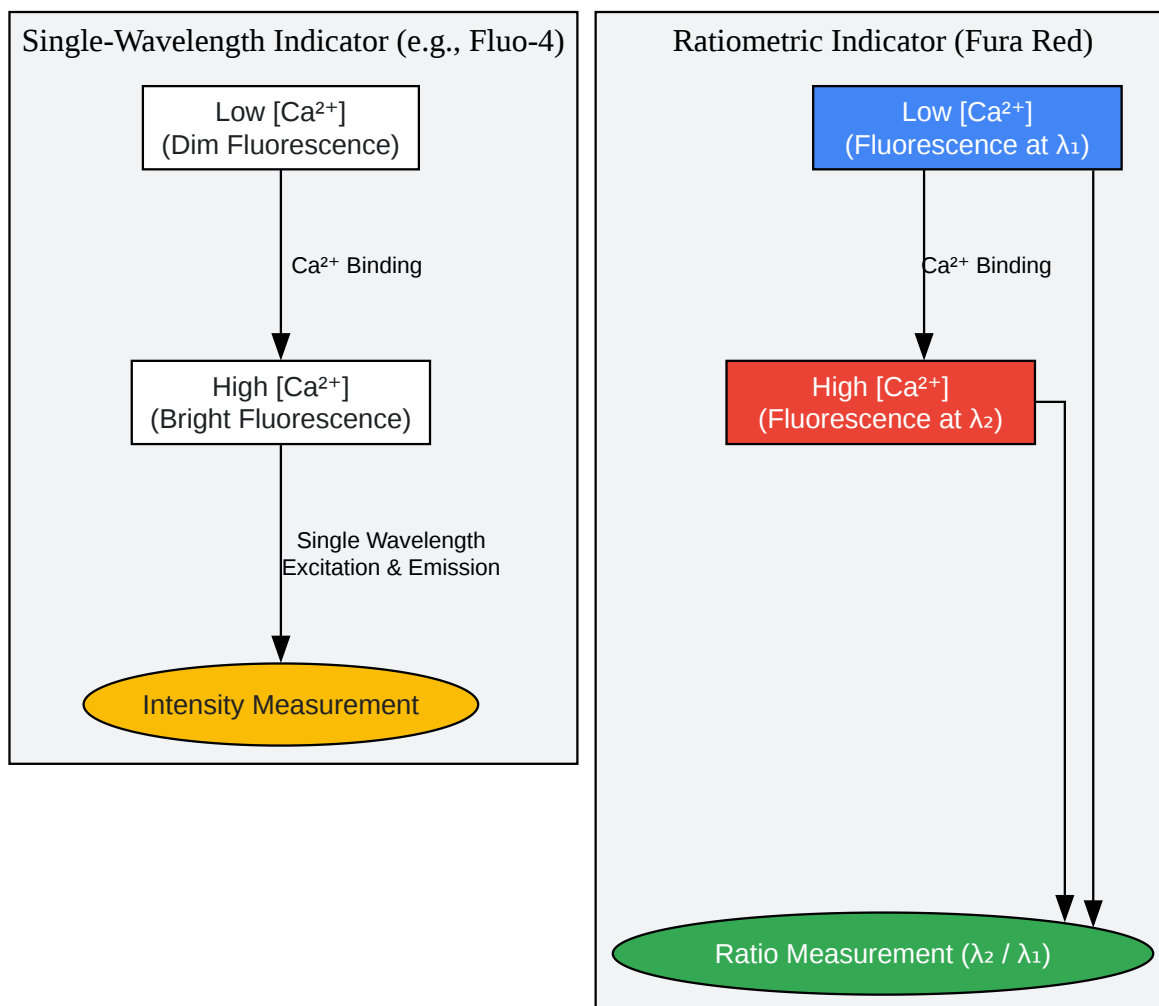 Single-Wavelength Indicator (e.g., Fluo-4)
Low [Ca²⁺]
(Dim Fluorescence)
Ca²⁺ Binding
High [Ca²⁺]
(Bright Fluorescence)
Single Wavelength
Excitation & Emission
Intensity Measurement
Ratiometric Indicator (Fura Red)
Low [Ca²⁺]
(Fluorescence at λ₁)
Ca²⁺ Binding
High [Ca²⁺]
(Fluorescence at λ₂)
Ratio Measurement (λ₂ / λ₁)